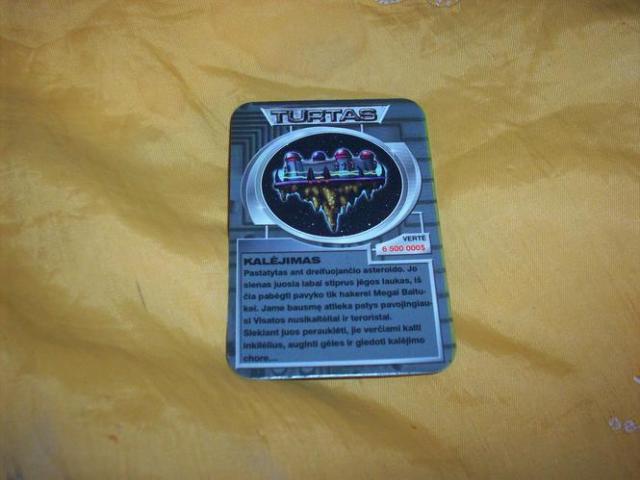 TURTAS
VERTĖ
6 500 000$
KALĖJIMAS
Pastatytas ant dreifuojančio asteroido. Jo
sienas juosia labai stiprus jėgos laukas, iš
čia pabėgti pavyko tik hakerei Megai Baitu-
kei. Jame bausmę atlieka patys pavojingiau-
si Visatos nusikaltėliai ir teroristai.
Siekiant juos perauklėti, jie verčiami kalti
inkilėlius, auginti gėles ir giedoti kalėjimo
chore...